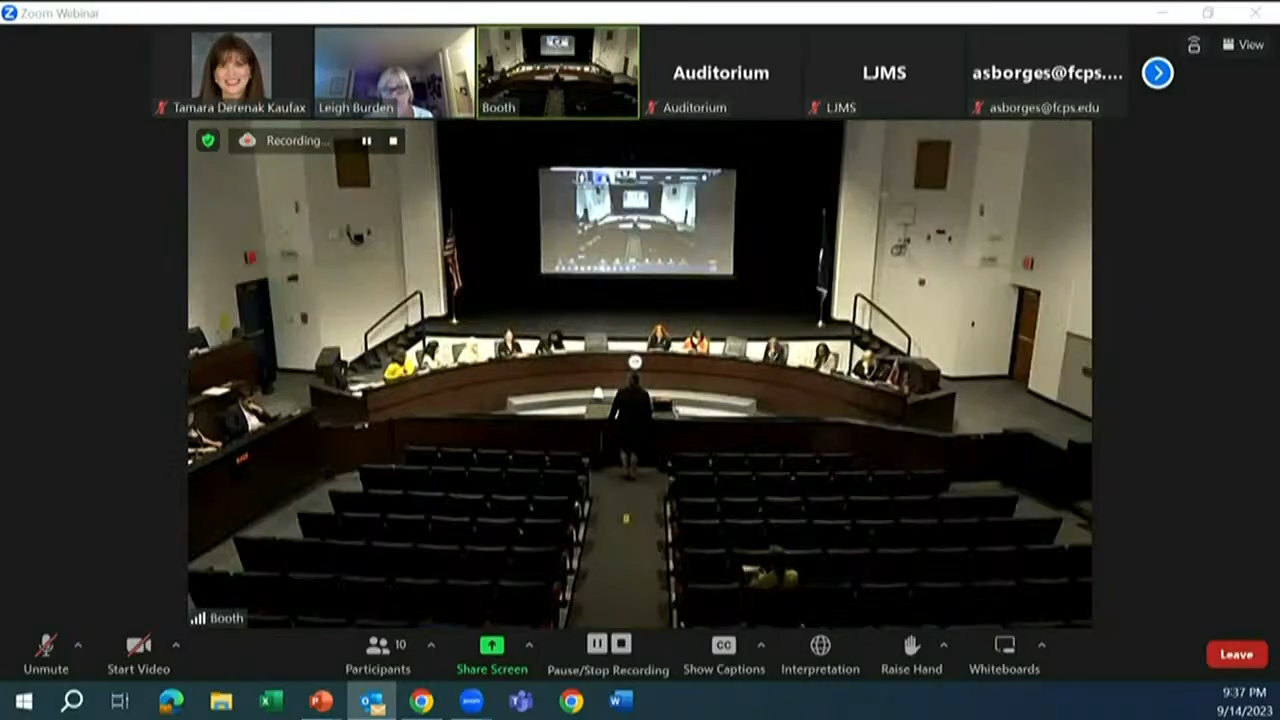 Zoom Webinar
View
Auditorium
LJMS
asborges@fcps....
Tamara Derenak Kaufax
Leigh Burden
Booth
Auditorium
LJMS
asborges@fcps.edu
Recording...
Booth
10
CC
Unmute
Start Video
Participants
Share Screen
Pause/Stop Recording
Show Captions
Interpretation
Raise Hand
Whiteboards
Leave
zoom
9:37 PM
9/14/2023